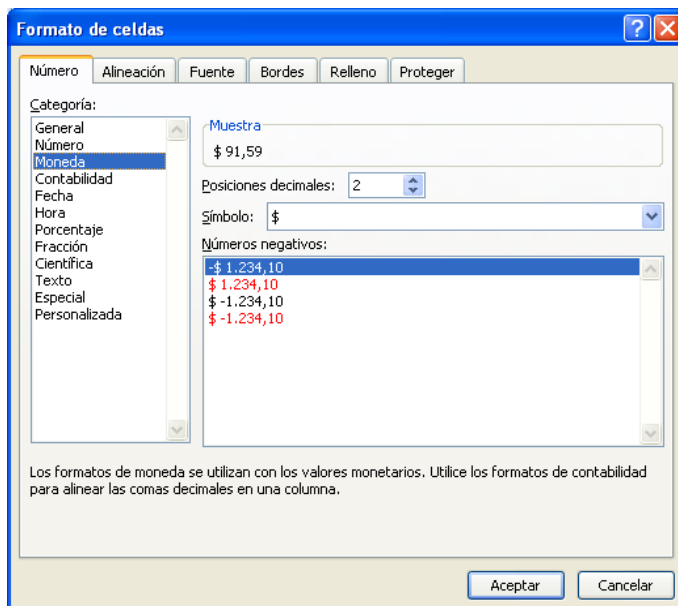 Formato de celdas
Número Alineación Fuente Bordes Relleno Proteger
Categoría:
General
Número
Moneda
Contabilidad
Fecha
Hora
Porcentaje
Fracción
Científica
Texto
Especial
Personalizada
Muestra
$ 91,59
Posiciones decimales: 2
Símbolo: $
Números negativos:
-$ 1.234,10
$ 1.234,10
$ -1.234,10
$ -1.234,10
Los formatos de moneda se utilizan con los valores monetarios. Utilice los formatos de contabilidad
para alinear las comas decimales en una columna.
Aceptar Cancelar